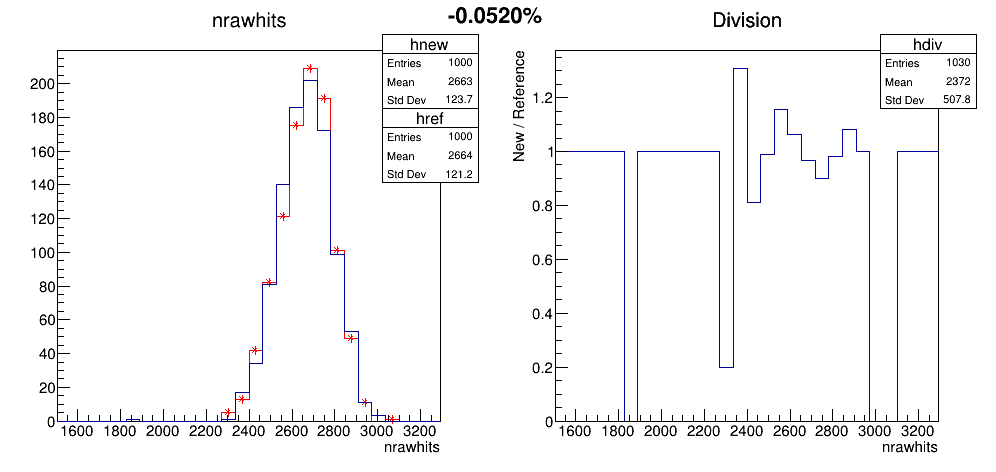 -0.0520%
nrawhits
hnew
Entries 1000
Mean 2663
Std Dev 123.7
href
Entries 1000
Mean 2664
Std Dev 121.2
200
180
160
140
120
100
80
60
40
20
0
1600 1800 2000 2200 2400 2600 2800 3000 3200
nrawhits
Division
hdiv
Entries 1030
Mean 2372
Std Dev 507.8
New / Reference
1.2
1
0.8
0.6
0.4
0.2
0
1600 1800 2000 2200 2400 2600 2800 3000 3200
nrawhits